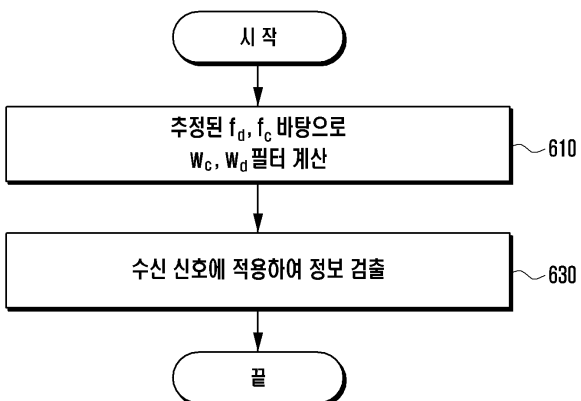 시 작
추정된 fd, fc 바탕으로
Wc, Wd 필터 계산
610
수신 신호에 적용하여 정보 검출
630
끝